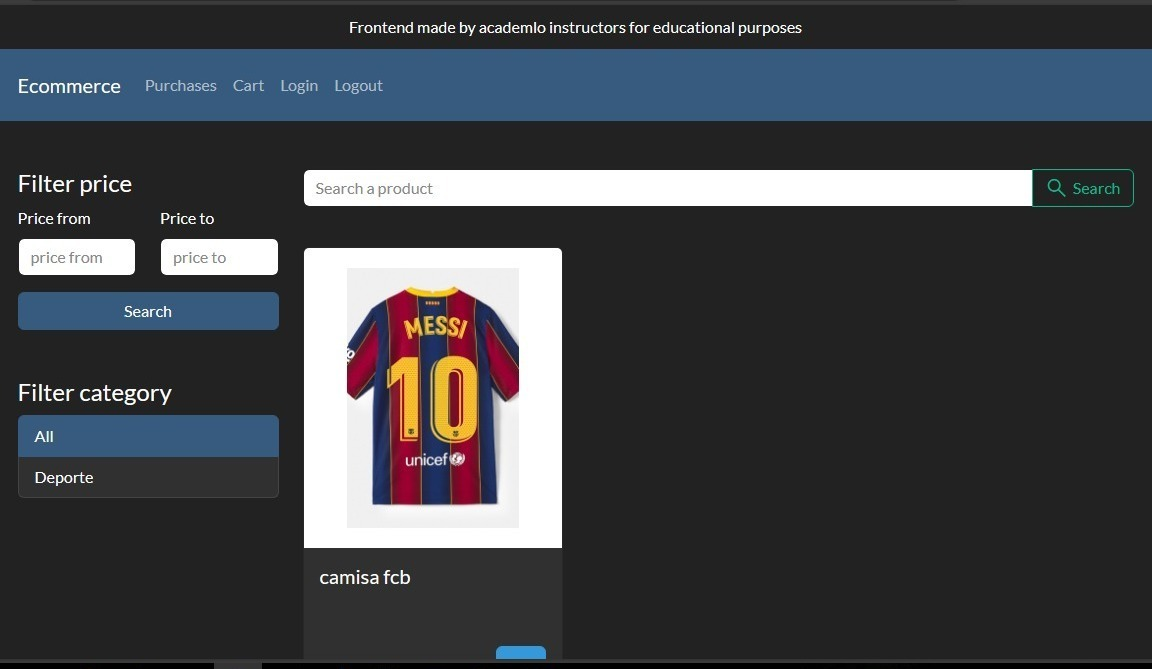 Frontend made by academlo instructors for educational purposes
Ecommerce Purchases Cart Login Logout
Filter price
Price from Price to
price from price to
Search
Filter category
All
Deporte
Search a product Search
MESSI
10
unicef
camisa fcb